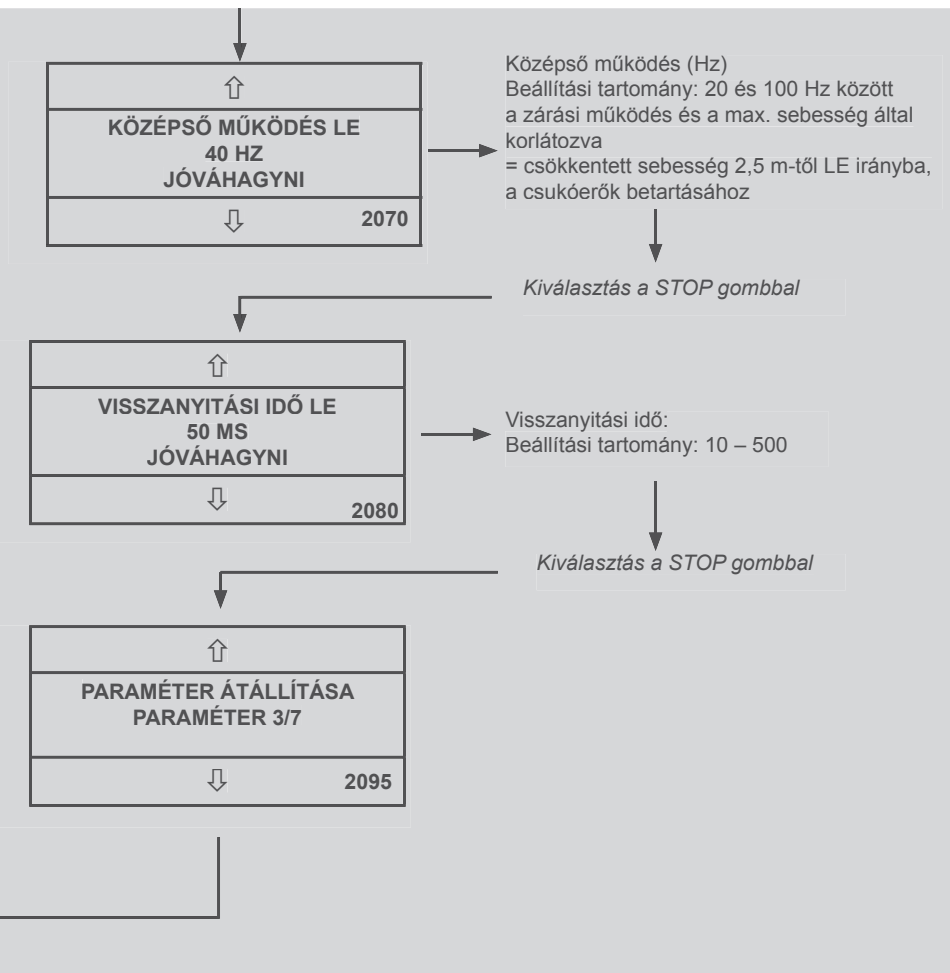 ⇧
KÖZÉPSŐ MŰKÖDÉS LE
40 HZ
JÓVÁHAGYNI
⇩ 2070
Középső működés (Hz)
Beállítási tartomány: 20 és 100 Hz között
a zárási működés és a max. sebesség által
korlátozva
= csökkentett sebesség 2,5 m-től LE irányba,
a csukóerők betartásához
Kiválasztás a STOP gombbal
⇧
VISSZANYITÁSI IDŐ LE
50 MS
JÓVÁHAGYNI
⇩ 2080
Visszanyitási idő:
Beállítási tartomány: 10 – 500
Kiválasztás a STOP gombbal
⇧
PARAMÉTER ÁTÁLLÍTÁSA
PARAMÉTER 3/7
⇩ 2095